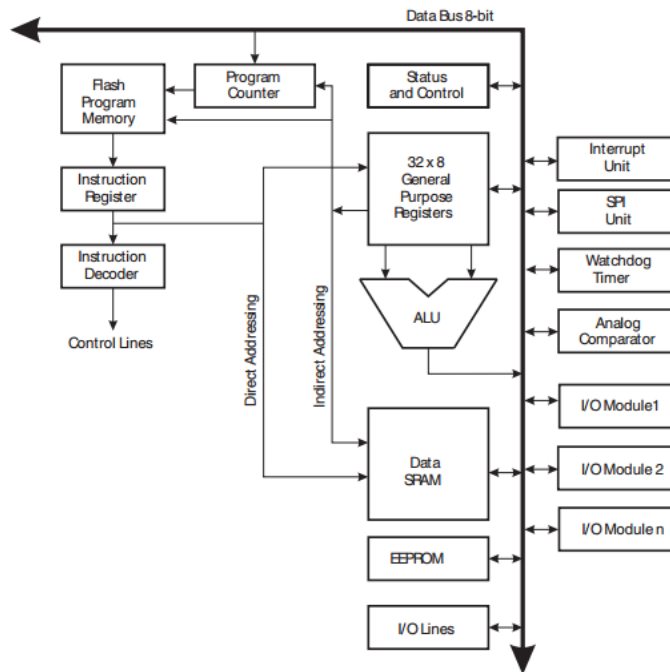 Data Bus 8-bit
Flash
Program
Memory
Program
Counter
Status
and Control
Instruction
Register
32 x 8
General
Purpose
Registers
Interrupt
Unit
SPI
Unit
Instruction
Decoder
Watchdog
Timer
Control Lines
Direct Addressing
Indirect Addressing
ALU
Analog
Comparator
I/O Module1
Data
SRAM
I/O Module 2
I/O Module n
EEPROM
I/O Lines